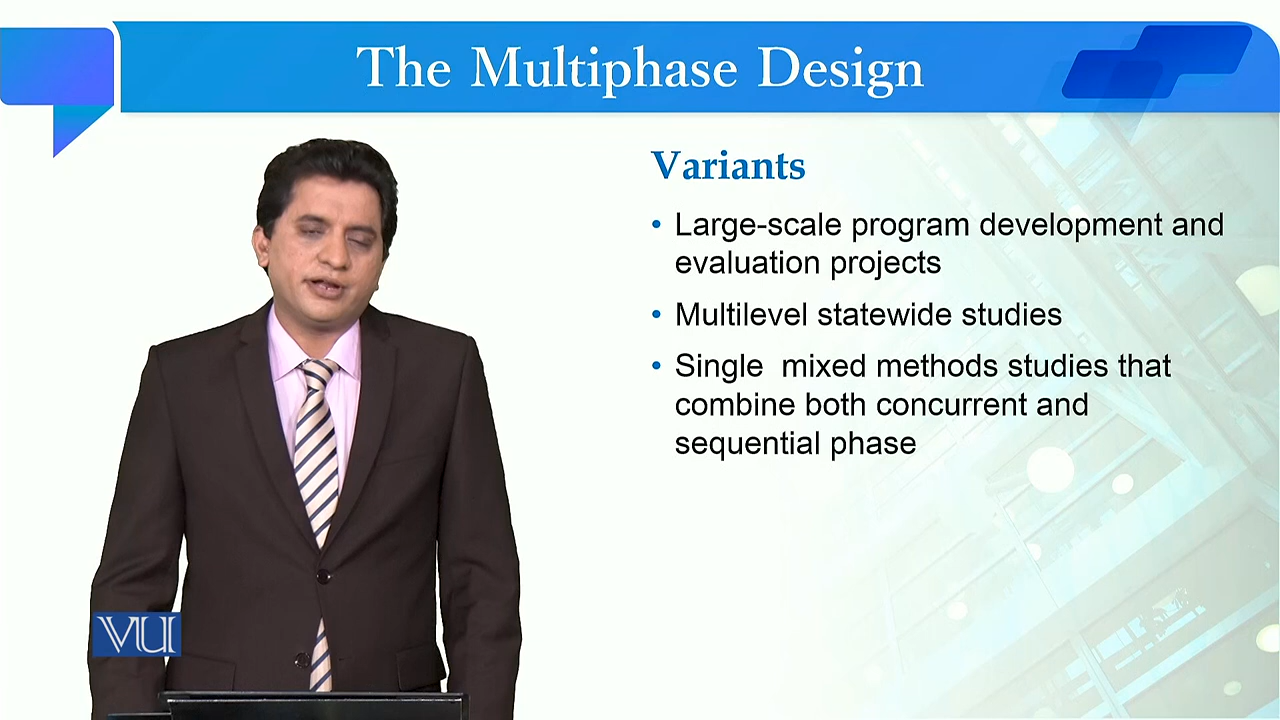 The Multiphase Design
Variants
• Large-scale program development and
evaluation projects
• Multilevel statewide studies
• Single  mixed methods studies that
combine both concurrent and
sequential phase
VU